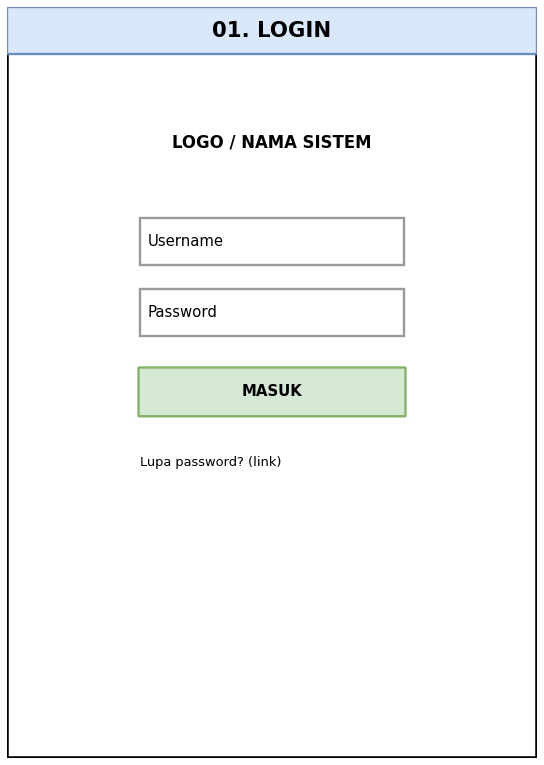 01. LOGIN
LOGO / NAMA SISTEM
Username
Password
MASUK
Lupa password? (link)